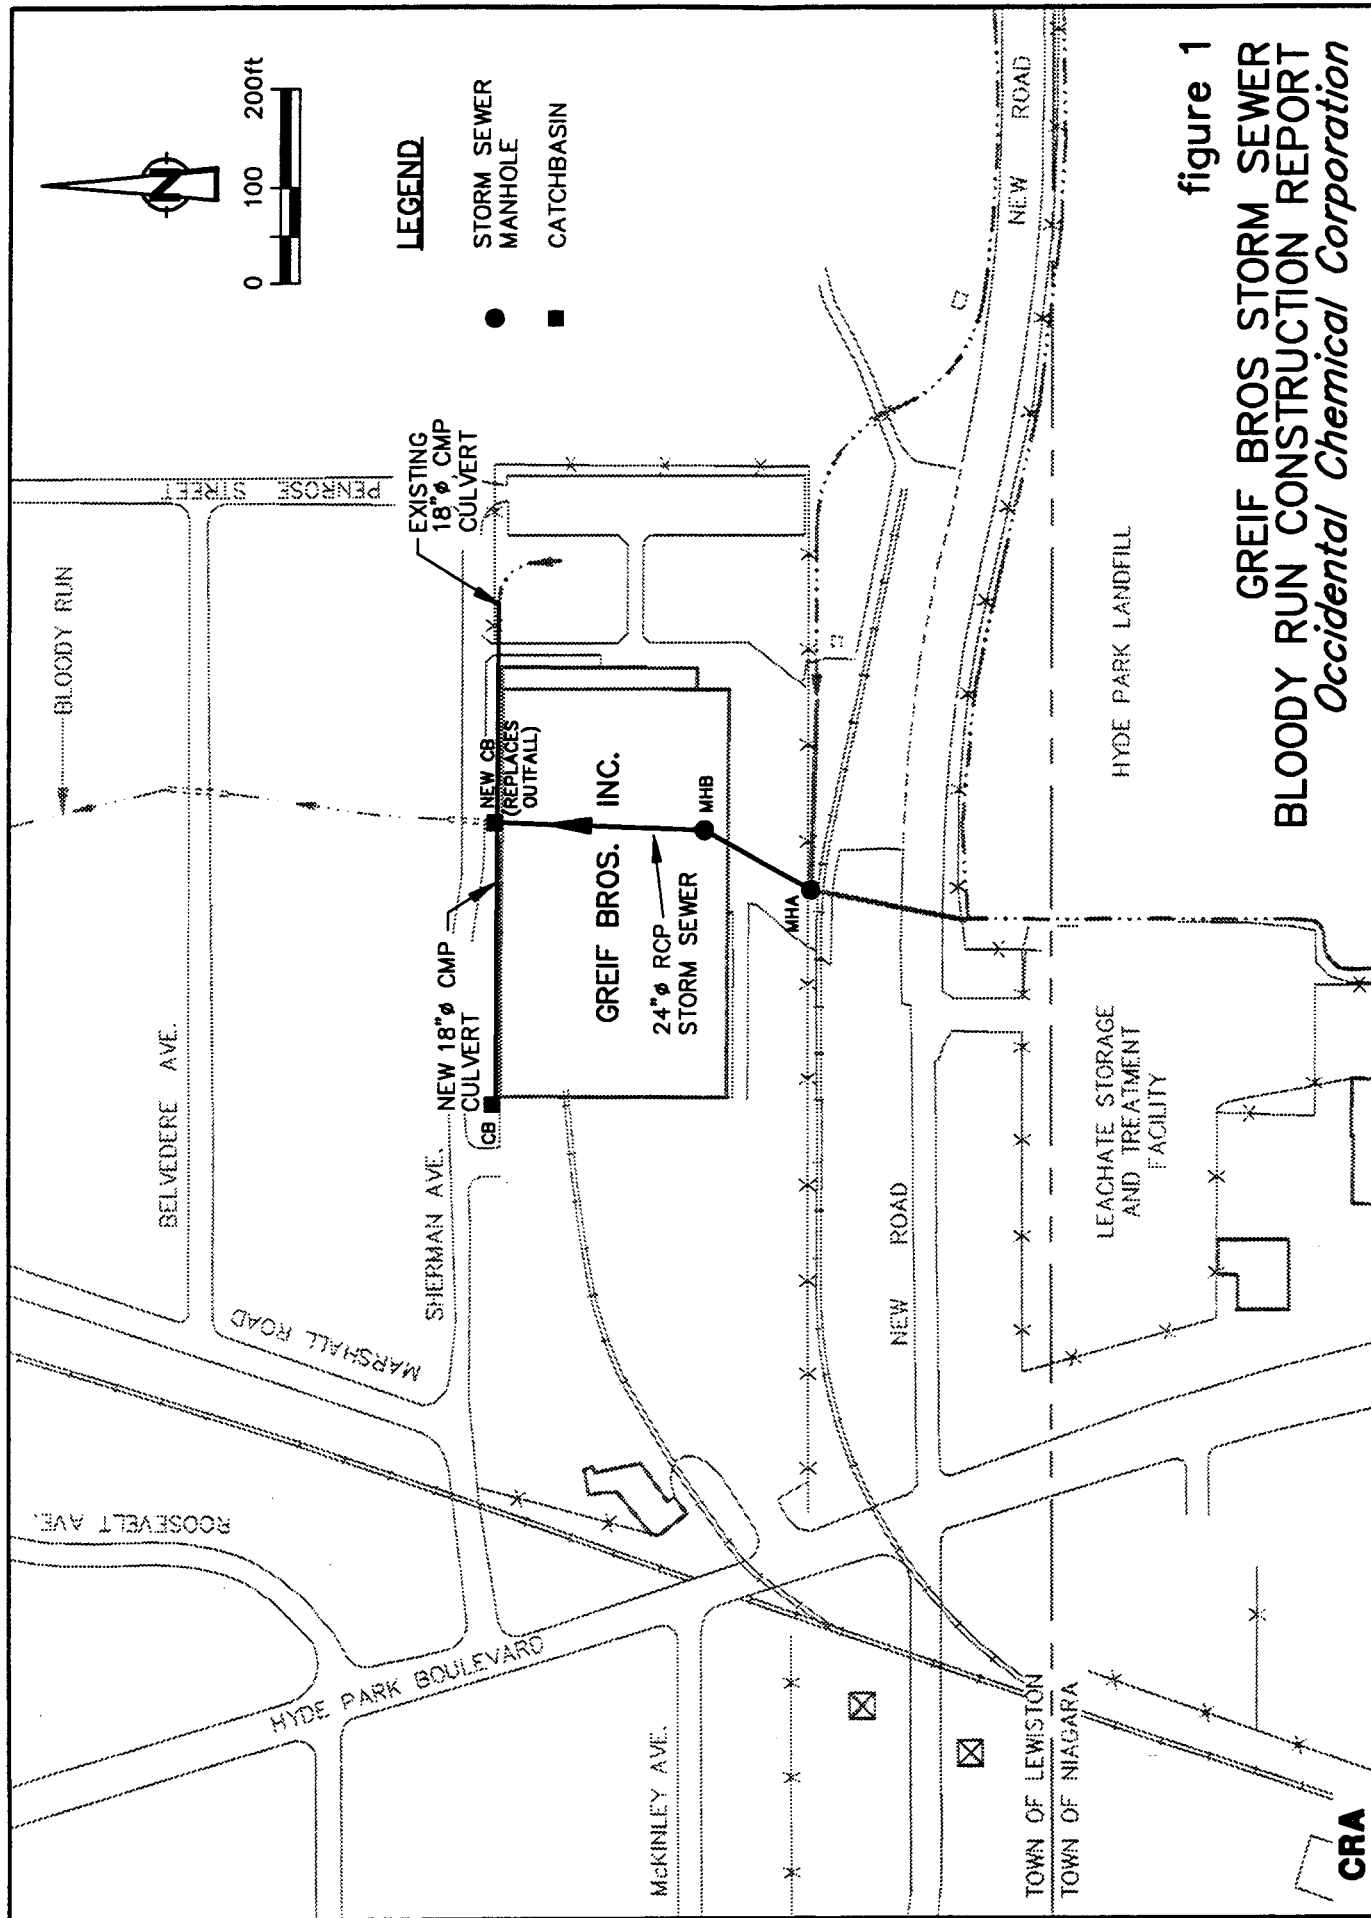 N
0 100 200ft
LEGEND
STORM SEWER
MANHOLE
CATCHBASIN
BLOODY RUN
PENROSE STREET
EXISTING
18"ø CMP
CULVERT
BELVEDERE AVE.
NEW 18"ø CMP
CULVERT
NEW CB
(REPLACES
OUTFALL)
CB
SHERMAN AVE.
MARSHALL ROAD
ROOSEVELT AVE.
HYDE PARK BOULEVARD
GREIF BROS. INC.
24"ø RCP
STORM SEWER
MHB
MHA
McKINLEY AVE.
NEW ROAD
NEW ROAD
TOWN OF LEWISTON
TOWN OF NIAGARA
LEACHATE STORAGE
AND TREATMENT
FACILITY
HYDE PARK LANDFILL
figure 1
GREIF BROS STORM SEWER
BLOODY RUN CONSTRUCTION REPORT
Occidental Chemical Corporation
CRA